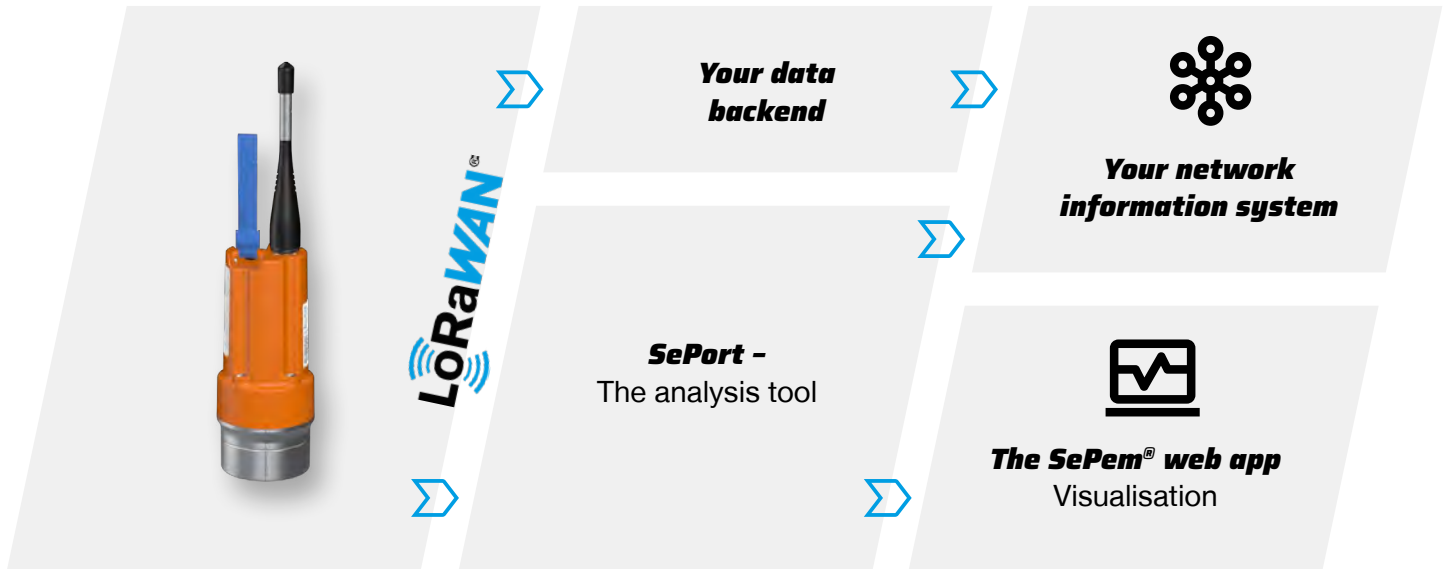 LoRaWAN®
Your data
backend
Your network
information system
SePort –
The analysis tool
The SePem® web app
Visualisation